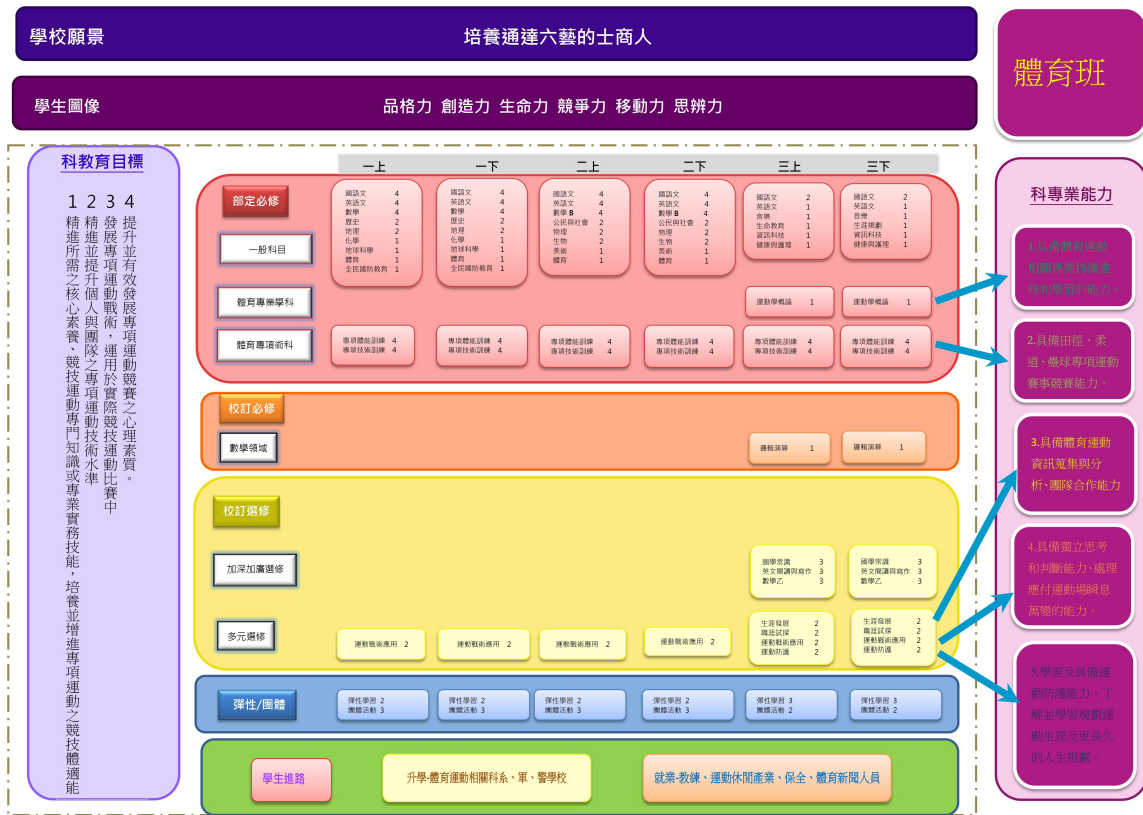 學校願景
培養通達六藝的士商人
體育班
學生圖像
品格力 創造力 生命力 競爭力 移動力 思辨力
科教育目標
1 精進所需之核心素養、競技運動專門知識或專業實務技能，培養並增進專項運動之競技體適能
2 精進並提升個人與團隊之專項運動技術水準
3 發展專項運動戰術，運用於實際競技運動比賽中
4 提升並有效發展專項運動競賽之心理素質。
一上
一下
二上
二下
三上
三下
部定必修
一般科目
國語文 4
英語文 4
數學 4
歷史 2
地理 2
化學 1
地球科學 1
體育 1
全民國防教育 1
國語文 4
英語文 4
數學 4
歷史 2
地理 2
化學 1
地球科學 1
體育 1
全民國防教育 1
國語文 4
英語文 4
數學 B 4
公民與社會 2
物理 2
生物 2
美術 1
體育 1
國語文 4
英語文 4
數學 B 4
公民與社會 2
物理 2
生物 2
美術 1
體育 1
國語文 2
英語文 1
音樂 1
生命教育 1
資訊科技 1
健康與護理 1
國語文 2
英語文 1
音樂 1
生涯規劃 1
資訊科技 1
健康與護理 1
體育專業學科
運動學概論 1
運動學概論 1
體育專項術科
專項體能訓練 4
專項技術訓練 4
專項體能訓練 4
專項技術訓練 4
專項體能訓練 4
專項技術訓練 4
專項體能訓練 4
專項技術訓練 4
專項體能訓練 4
專項技術訓練 4
專項體能訓練 4
專項技術訓練 4
校訂必修
數學領域
邏輯演算 1
邏輯演算 1
校訂選修
加深加廣選修
國學常識 3
英文閱讀與寫作 3
數學乙 3
國學常識 3
英文閱讀與寫作 3
數學乙 3
多元選修
運動戰術應用 2
運動戰術應用 2
運動戰術應用 2
運動戰術應用 2
生涯發展 2
職涯試探 2
運動戰術應用 2
運動防護 2
生涯發展 2
職涯試探 2
運動戰術應用 2
運動防護 2
彈性/團體
彈性學習 2
團體活動 3
彈性學習 2
團體活動 3
彈性學習 2
團體活動 3
彈性學習 2
團體活動 3
彈性學習 3
團體活動 2
彈性學習 3
團體活動 2
學生進路
升學-體育運動相關科系、軍、警學校
就業-教練、運動休閒產業、保全、體育新聞人員
科專業能力
1.具備體育運動
相關專業持續進
修和學習的能力。
2.具備田徑、柔
道、壘球專項運動
賽事競賽能力。
3.具備體育運動
資訊蒐集與分
析、團隊合作能力
4.具備獨立思考
和判斷能力、處理
應付運動場瞬息
萬變的能力。
5.學習及具備運
動防護能力，了
解並學習規劃運
動生涯及更長久
的人生規劃。